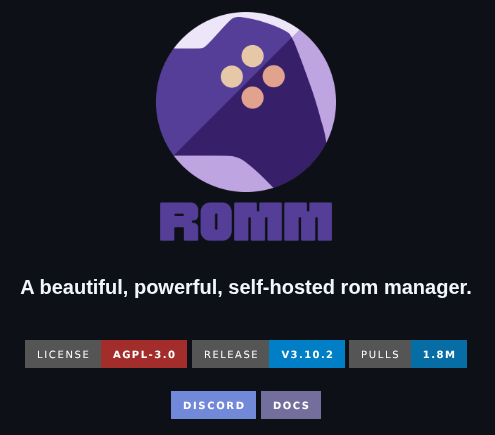 ROMM
A beautiful, powerful, self-hosted rom manager.
LICENSE AGPL-3.0 RELEASE V3.10.2 PULLS 1.8M
DISCORD DOCS